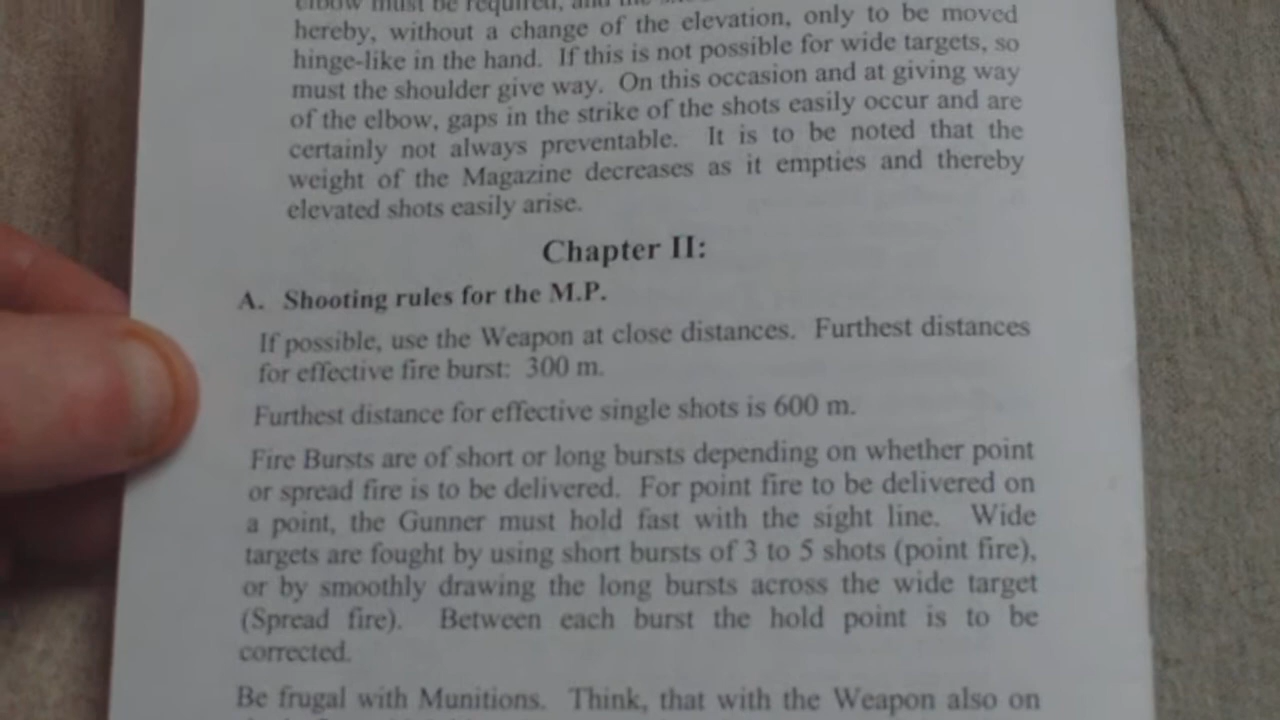 elbow must be required, and the
hereby, without a change of the elevation, only to be moved
hinge-like in the hand. If this is not possible for wide targets, so
must the shoulder give way. On this occasion and at giving way
of the elbow, gaps in the strike of the shots easily occur and are
certainly not always preventable. It is to be noted that the
weight of the Magazine decreases as it empties and thereby
elevated shots easily arise.
Chapter II:
A. Shooting rules for the M.P.
If possible, use the Weapon at close distances. Furthest distances
for effective fire burst: 300 m.
Furthest distance for effective single shots is 600 m.
Fire Bursts are of short or long bursts depending on whether point
or spread fire is to be delivered. For point fire to be delivered on
a point, the Gunner must hold fast with the sight line. Wide
targets are fought by using short bursts of 3 to 5 shots (point fire),
or by smoothly drawing the long bursts across the wide target
(Spread fire). Between each burst the hold point is to be
corrected.
Be frugal with Munitions. Think, that with the Weapon also on